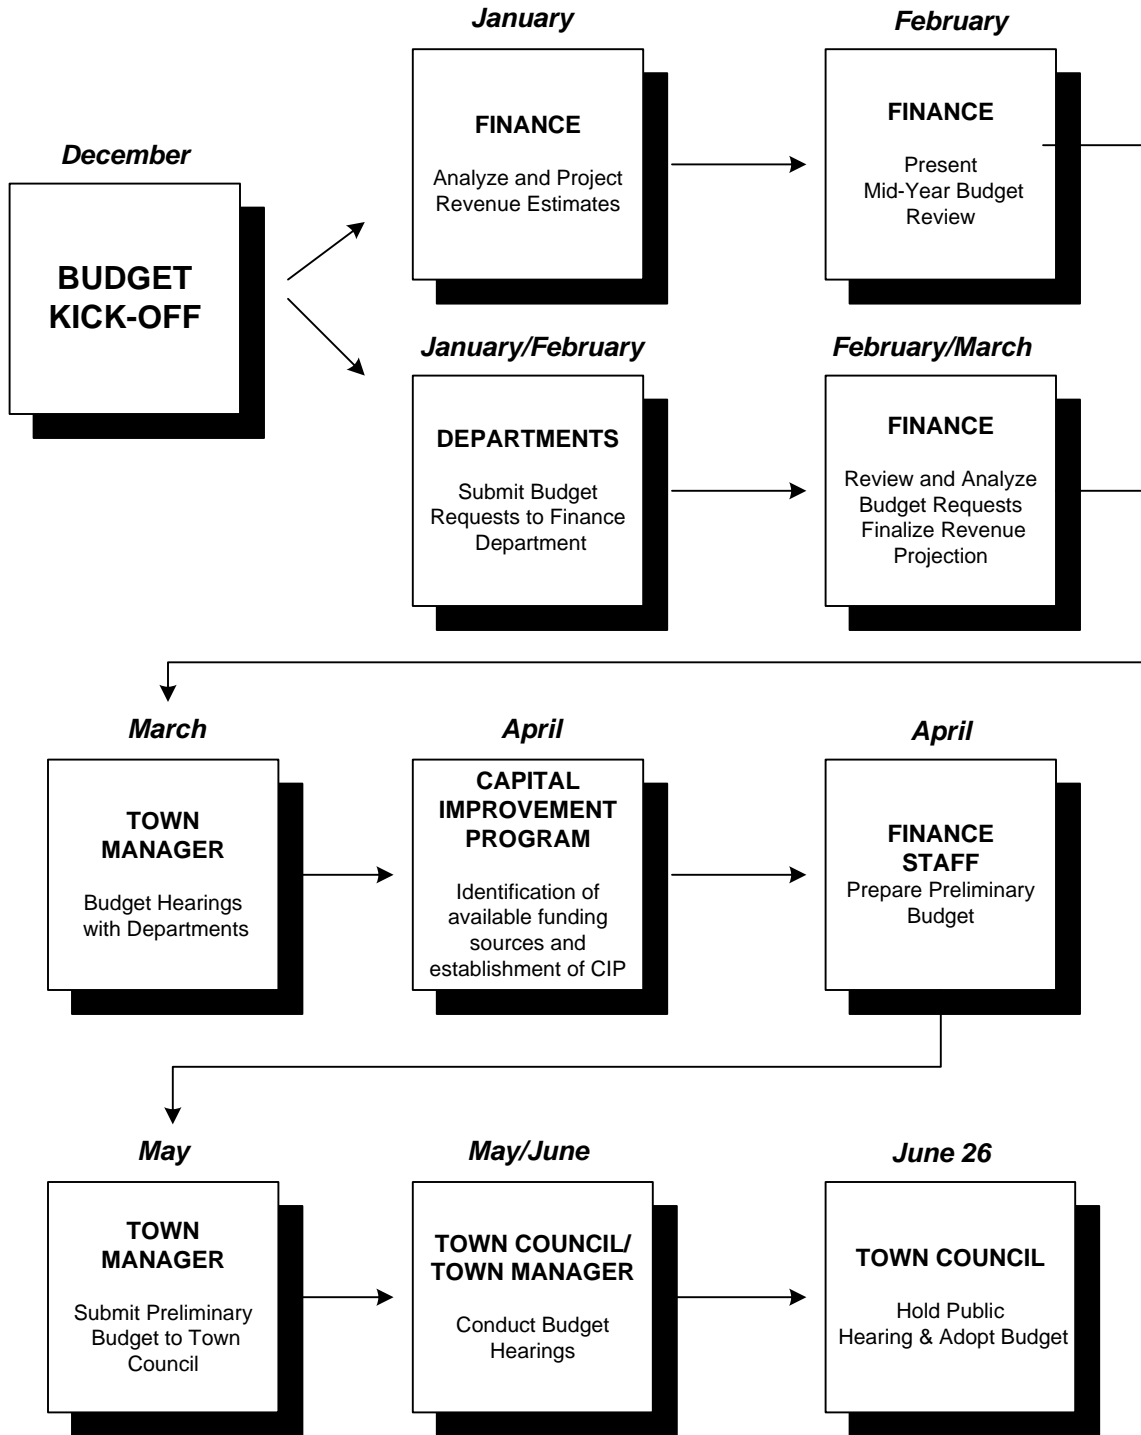 December
BUDGET
KICK-OFF
January
FINANCE
Analyze and Project
Revenue Estimates
February
FINANCE
Present
Mid-Year Budget
Review
January/February
DEPARTMENTS
Submit Budget
Requests to Finance
Department
February/March
FINANCE
Review and Analyze
Budget Requests
Finalize Revenue
Projection
March
TOWN
MANAGER
Budget Hearings
with Departments
April
CAPITAL
IMPROVEMENT
PROGRAM
Identification of
available funding
sources and
establishment of CIP
April
FINANCE
STAFF
Prepare Preliminary
Budget
May
TOWN
MANAGER
Submit Preliminary
Budget to Town
Council
May/June
TOWN COUNCIL/
TOWN MANAGER
Conduct Budget
Hearings
June 26
TOWN COUNCIL
Hold Public
Hearing & Adopt Budget